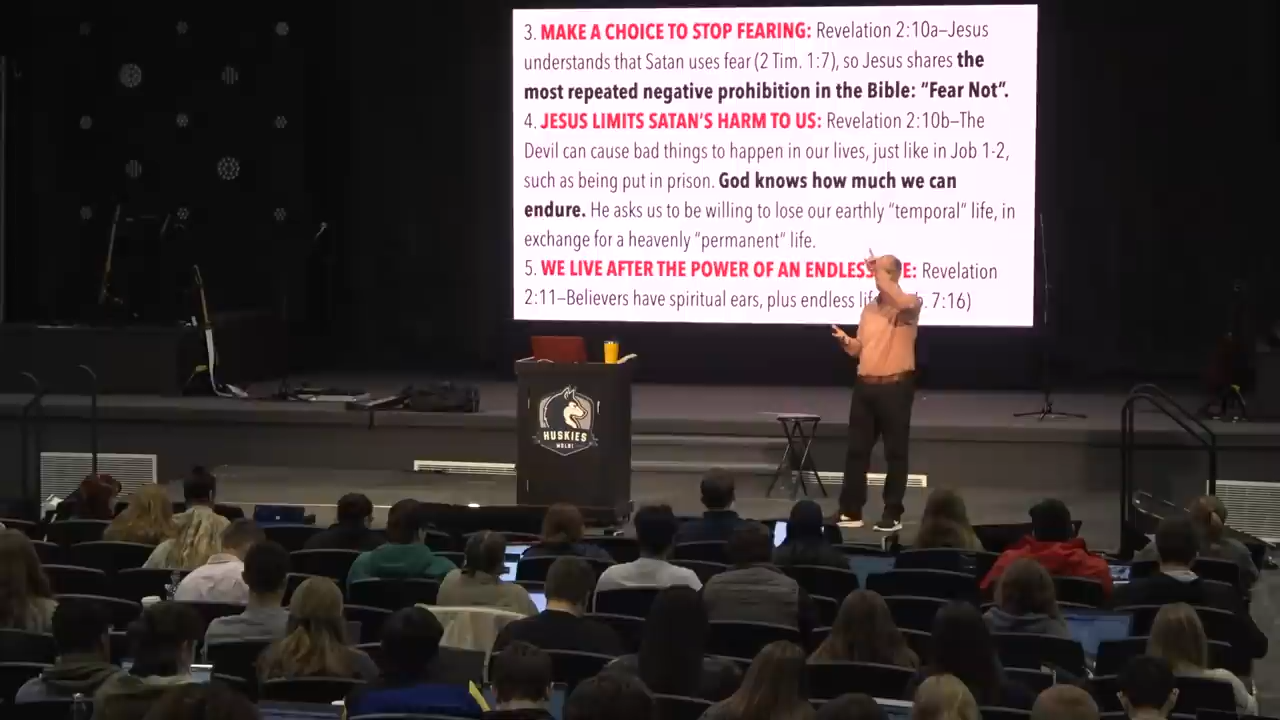 3. MAKE A CHOICE TO STOP FEARING: Revelation 2:10a–Jesus
understands that Satan uses fear (2 Tim. 1:7), so Jesus shares the
most repeated negative prohibition in the Bible: “Fear Not”.
4. JESUS LIMITS SATAN’S HARM TO US: Revelation 2:10b–The
Devil can cause bad things to happen in our lives, just like in Job 1-2,
such as being put in prison. God knows how much we can
endure. He asks us to be willing to lose our earthly “temporal” life, in
exchange for a heavenly “permanent” life.
5. WE LIVE AFTER THE POWER OF AN E: Revelation
2:11–Believers have spiritual ears, plus endless 7:16)
HUSKIES
WOLBI